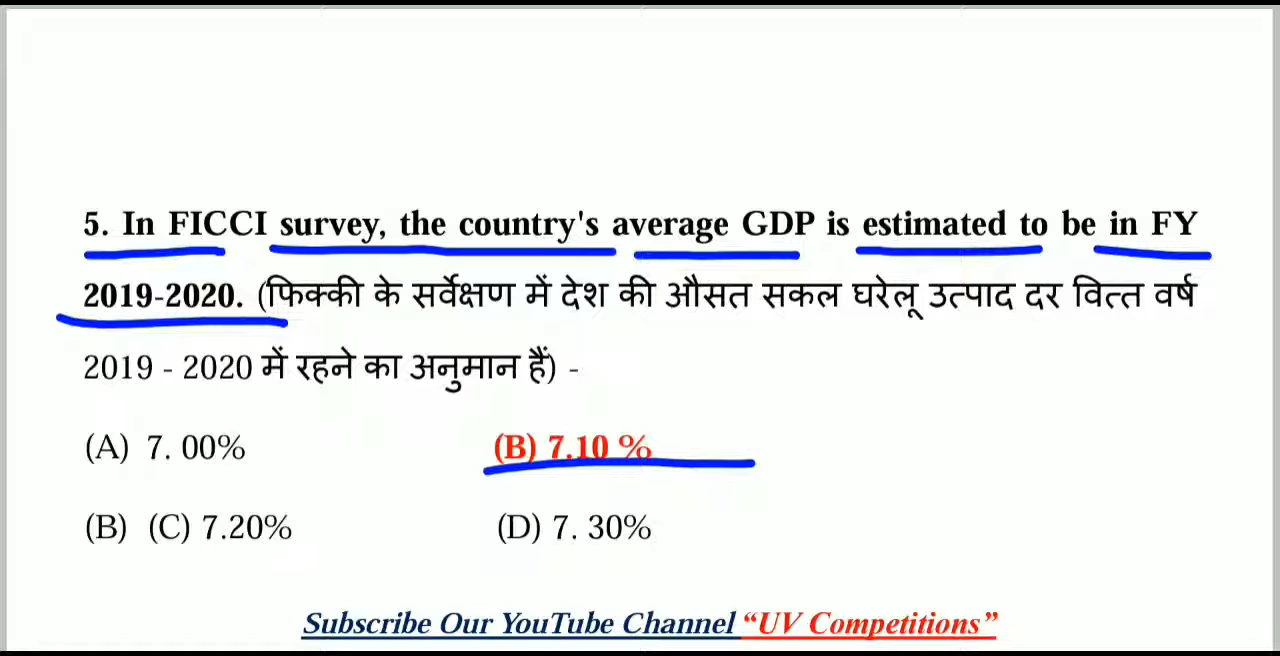 5. In FICCI survey, the country's average GDP is estimated to be in FY
2019-2020. (फिक्की के सर्वेक्षण में देश की औसत सकल घरेलू उत्पाद दर वित्त वर्ष
2019 - 2020 में रहने का अनुमान हैं) -
(A) 7. 00% (B) 7.10 %
(B) (C) 7.20% (D) 7. 30%
Subscribe Our YouTube Channel “UV Competitions”